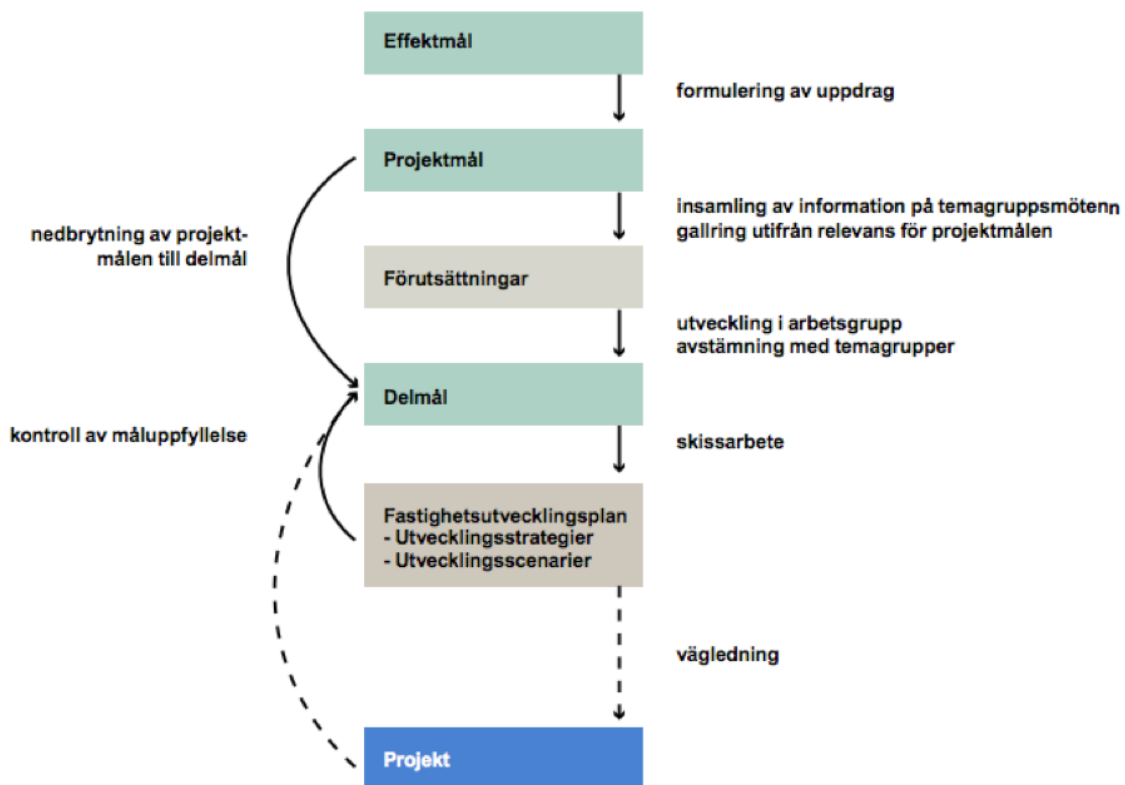 Effektmål
formulering av uppdrag
Projektmål
insamling av information på temagruppsmöten
gallring utifrån relevans för projektmålen
nedbrytning av projekt-
målen till delmål
Förutsättningar
utveckling i arbetsgrupp
avstämning med temagrupper
Delmål
kontroll av måluppfyllelse
skissarbete
Fastighetsutvecklingsplan
- Utvecklingsstrategier
- Utvecklingsscenarier
vägledning
Projekt